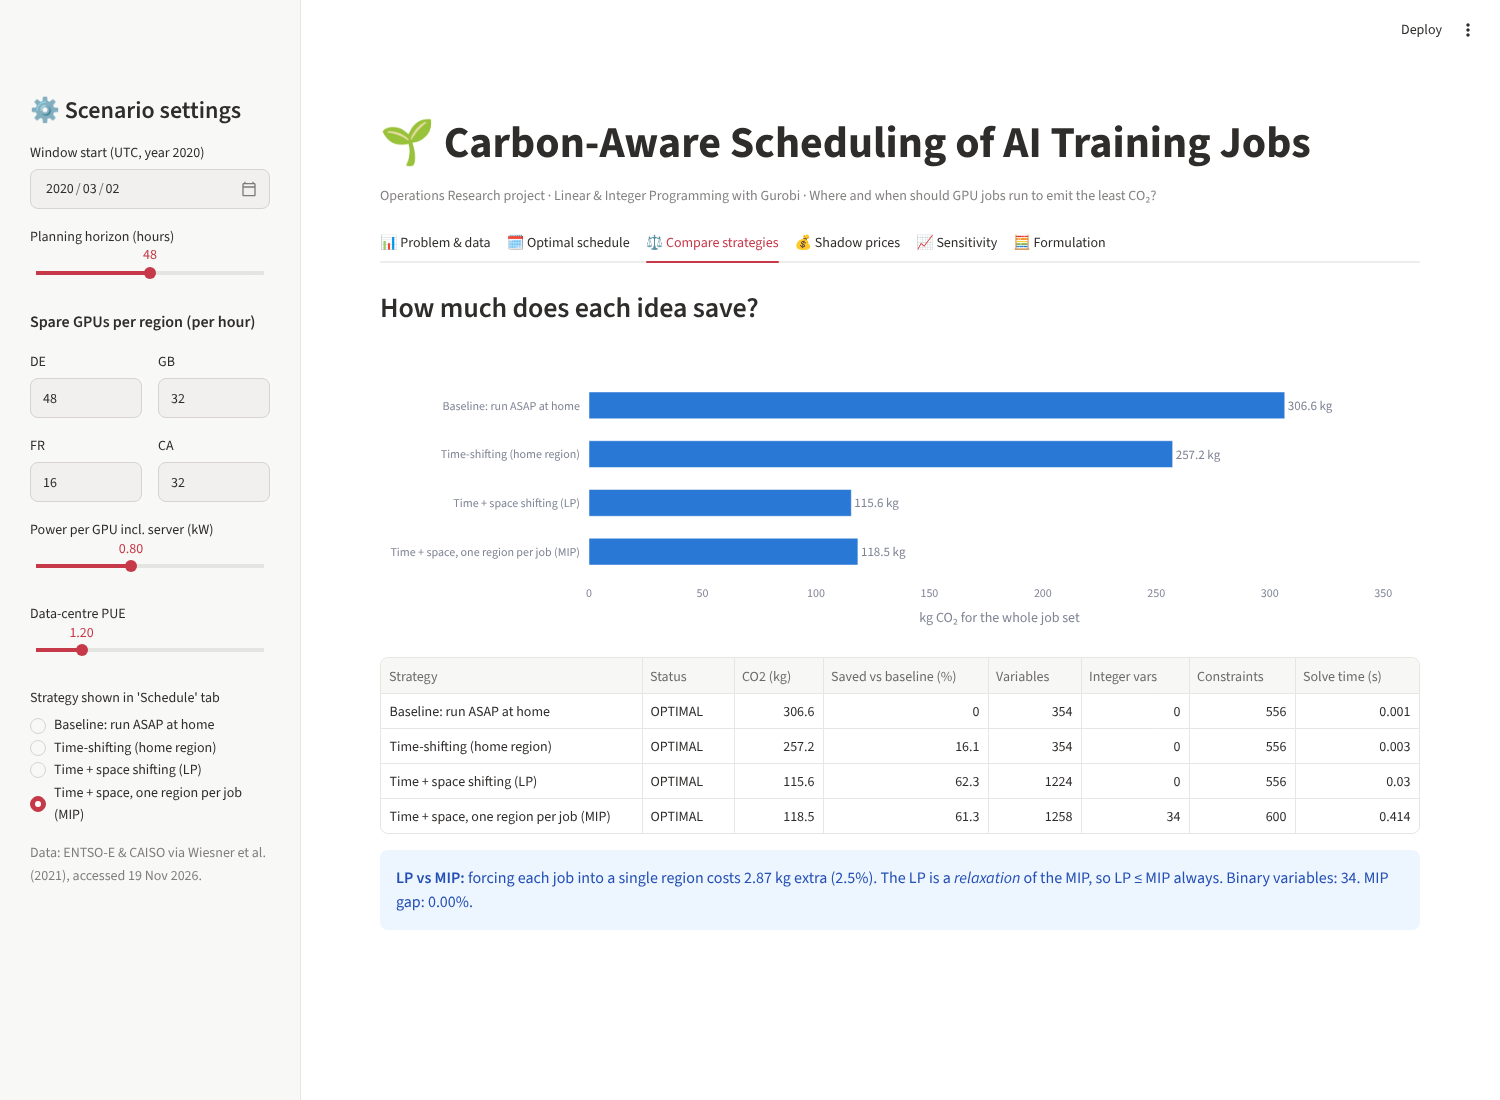 Deploy
⚙️ Scenario settings
Window start (UTC, year 2020)
2020 / 03 / 02
Planning horizon (hours)
48
Spare GPUs per region (per hour)
DE GB
48 32
FR CA
16 32
Power per GPU incl. server (kW)
0.80
Data-centre PUE
1.20
Strategy shown in 'Schedule' tab
Baseline: run ASAP at home
Time-shifting (home region)
Time + space shifting (LP)
Time + space, one region per job
(MIP)
Data: ENTSO-E & CAISO via Wiesner et al.
(2021), accessed 19 Nov 2026.
🌱 Carbon-Aware Scheduling of AI Training Jobs
Operations Research project · Linear & Integer Programming with Gurobi · Where and when should GPU jobs run to emit the least CO₂?
📊 Problem & data 🗓️ Optimal schedule ⚖️ Compare strategies 💰 Shadow prices 📈 Sensitivity 🧮 Formulation
How much does each idea save?
Baseline: run ASAP at home 306.6 kg
Time-shifting (home region) 257.2 kg
Time + space shifting (LP) 115.6 kg
Time + space, one region per job (MIP) 118.5 kg
0 50 100 150 200 250 300 350
kg CO₂ for the whole job set
Strategy Status CO2 (kg) Saved vs baseline (%) Variables Integer vars Constraints Solve time (s)
Baseline: run ASAP at home OPTIMAL 306.6 0 354 0 556 0.001
Time-shifting (home region) OPTIMAL 257.2 16.1 354 0 556 0.003
Time + space shifting (LP) OPTIMAL 115.6 62.3 1224 0 556 0.03
Time + space, one region per job (MIP) OPTIMAL 118.5 61.3 1258 34 600 0.414
LP vs MIP: forcing each job into a single region costs 2.87 kg extra (2.5%). The LP is a relaxation of the MIP, so LP ≤ MIP always. Binary variables: 34. MIP
gap: 0.00%.